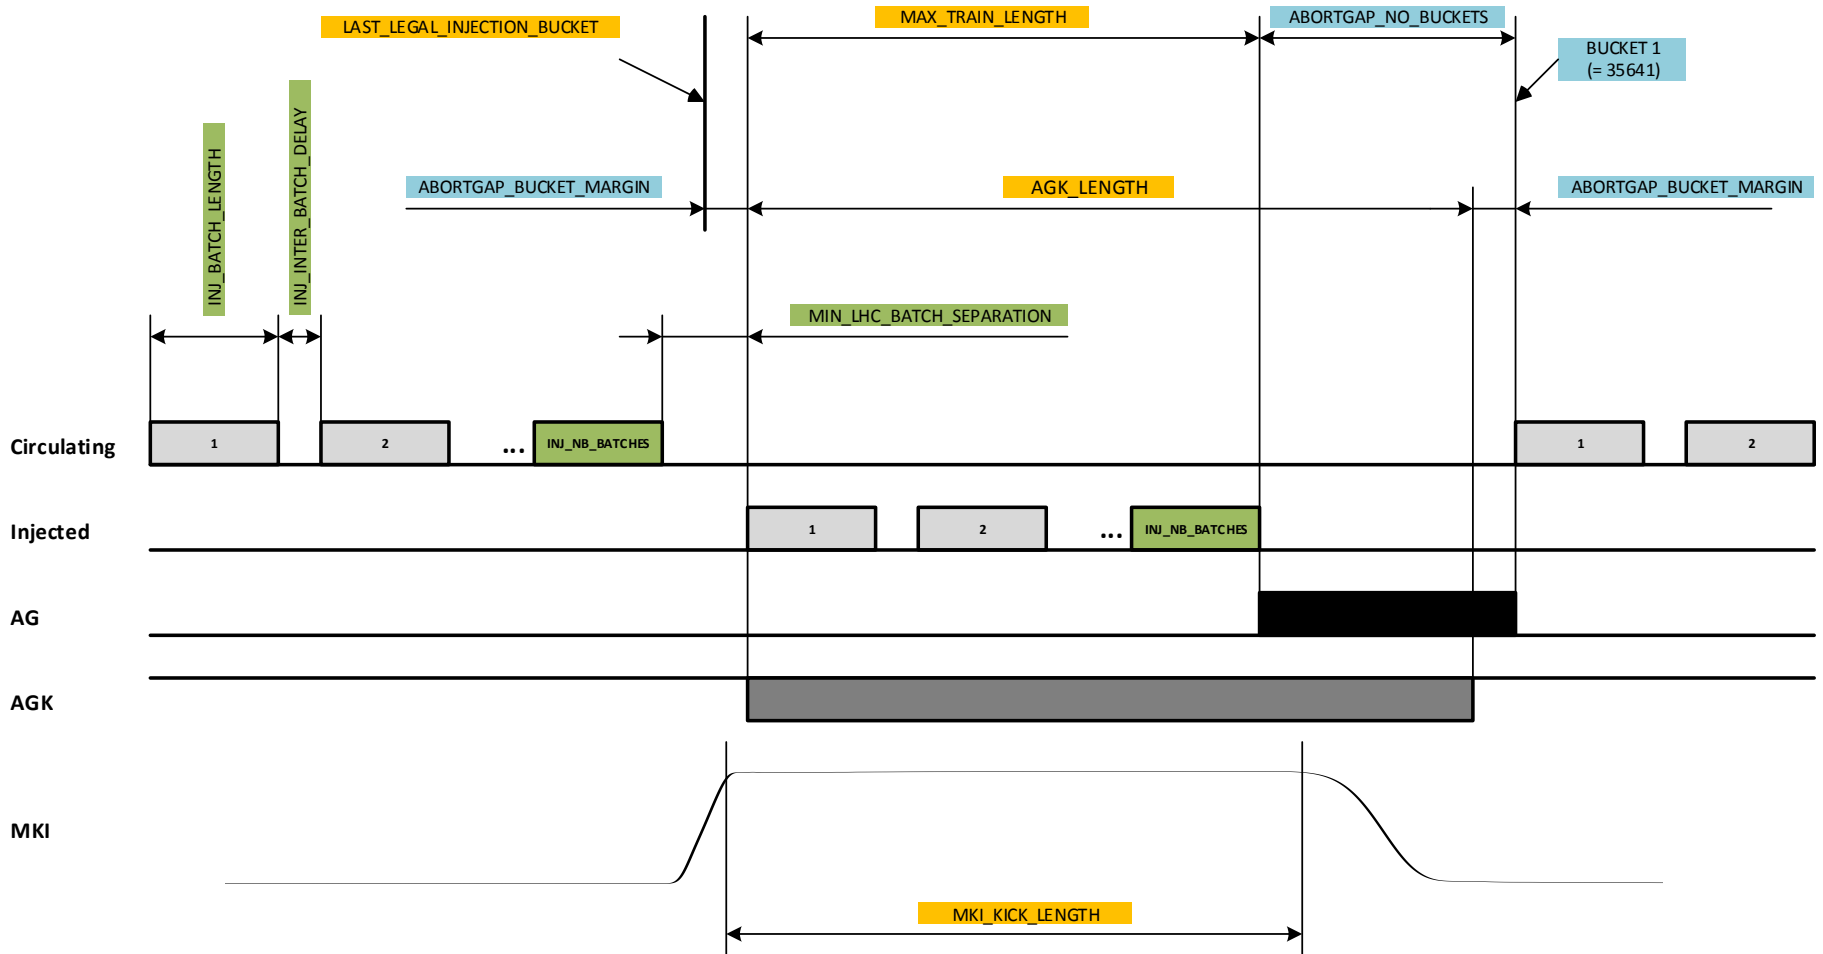 MAX_TRAIN_LENGTH
ABORTGAP_NO_BUCKETS
LAST_LEGAL_INJECTION_BUCKET
BUCKET 1
(= 35641)
INJ_BATCH_LENGTH
INJ_INTER_BATCH_DELAY
ABORTGAP_BUCKET_MARGIN
AGK_LENGTH
ABORTGAP_BUCKET_MARGIN
MIN_LHC_BATCH_SEPARATION
Circulating
1
2
...
INJ_NB_BATCHES
1
2
Injected
1
2
...
INJ_NB_BATCHES
AG
AGK
MKI
MKI_KICK_LENGTH